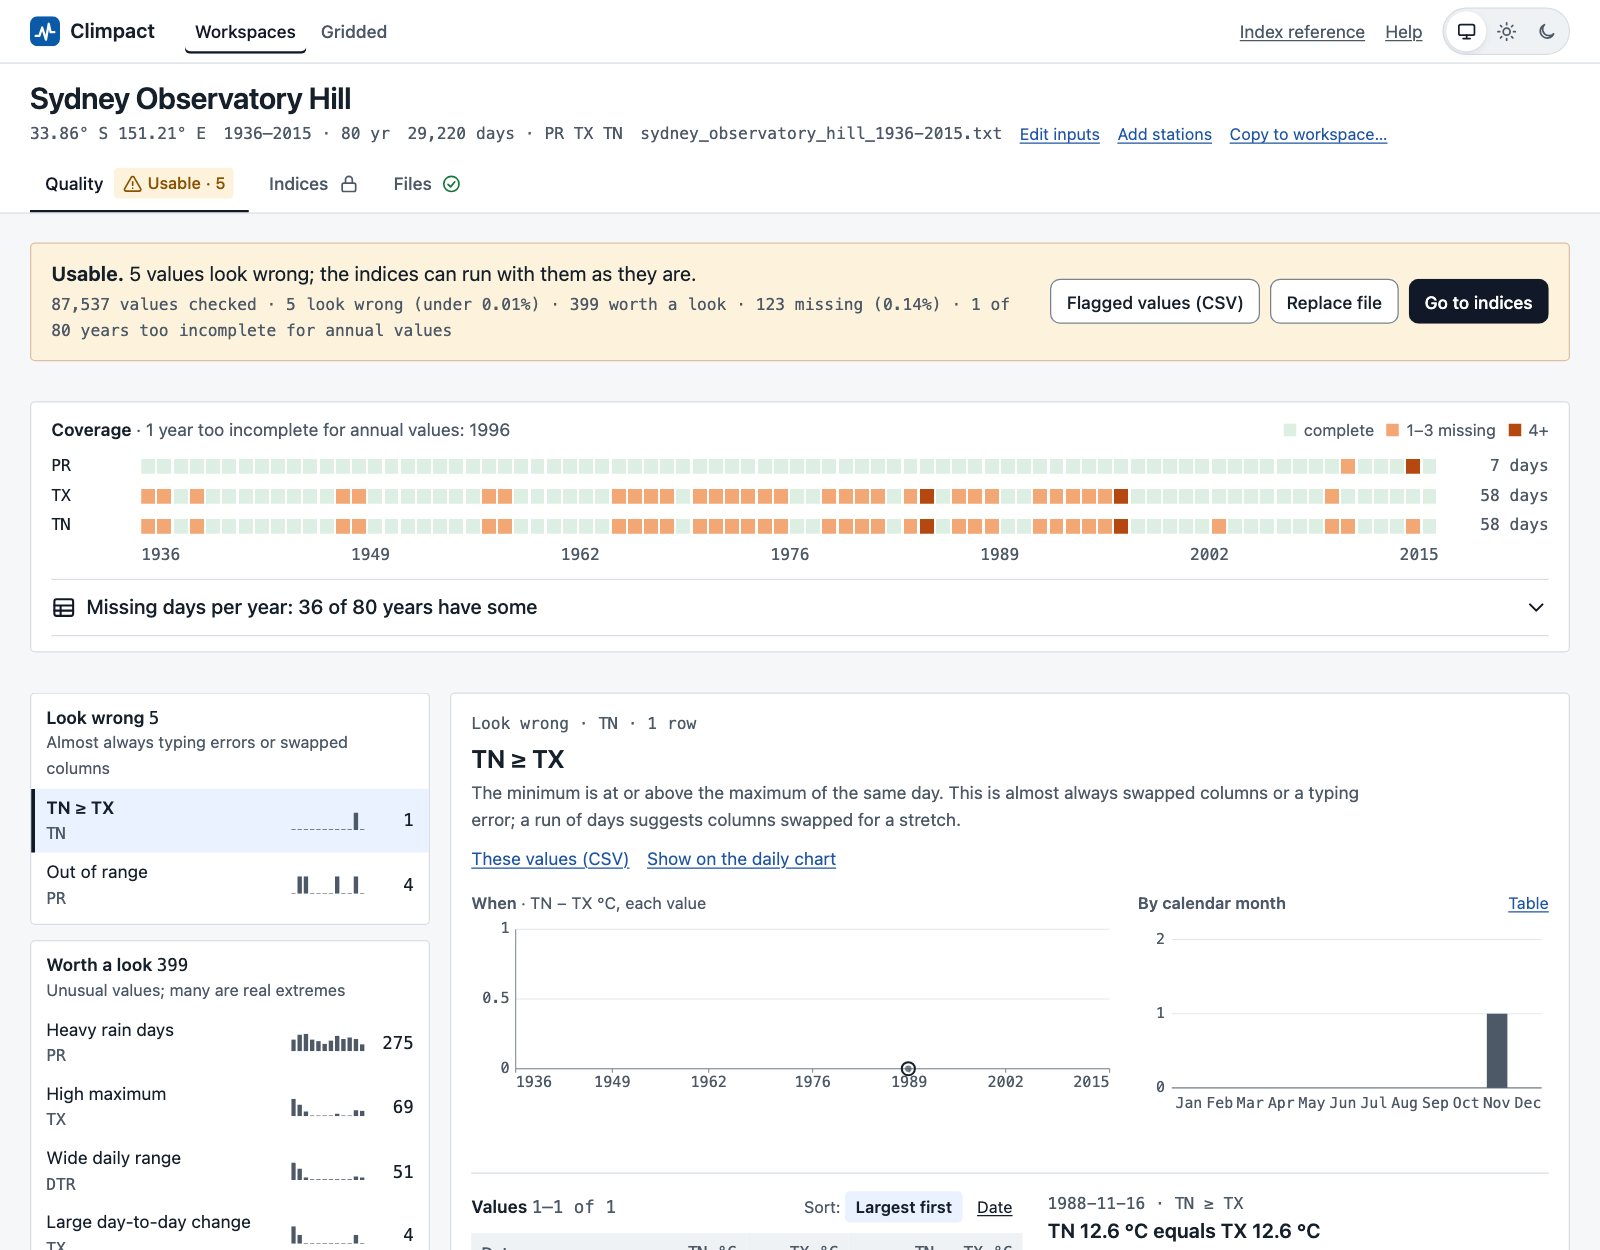 Climpact
Workspaces
Gridded
Index reference
Help
Sydney Observatory Hill
33.86° S 151.21° E 1936–2015 · 80 yr 29,220 days · PR TX TN sydney_observatory_hill_1936-2015.txt Edit inputs Add stations Copy to workspace...
Quality
Usable · 5
Indices
Files
Usable. 5 values look wrong; the indices can run with them as they are.
87,537 values checked · 5 look wrong (under 0.01%) · 399 worth a look · 123 missing (0.14%) · 1 of
80 years too incomplete for annual values
Flagged values (CSV)
Replace file
Go to indices
Coverage · 1 year too incomplete for annual values: 1996
complete 1–3 missing 4+
PR 7 days
TX 58 days
TN 58 days
1936 1949 1962 1976 1989 2002 2015
Missing days per year: 36 of 80 years have some
Look wrong 5
Almost always typing errors or swapped
columns
TN ≥ TX
TN
1
Out of range
PR
4
Worth a look 399
Unusual values; many are real extremes
Heavy rain days
PR
275
High maximum
TX
69
Wide daily range
DTR
51
Large day-to-day change
TX
4
Look wrong · TN · 1 row
TN ≥ TX
The minimum is at or above the maximum of the same day. This is almost always swapped columns or a typing
error; a run of days suggests columns swapped for a stretch.
These values (CSV) Show on the daily chart
When · TN – TX °C, each value
1
0.5
0
1936 1949 1962 1976 1989 2002 2015
By calendar month
Table
2
1
0
Jan Feb Mar Apr May Jun Jul Aug Sep Oct Nov Dec
Values 1–1 of 1
Sort: Largest first Date
Date TN °C TX °C TN – TX °C
1988-11-16 · TN ≥ TX
TN 12.6 °C equals TX 12.6 °C